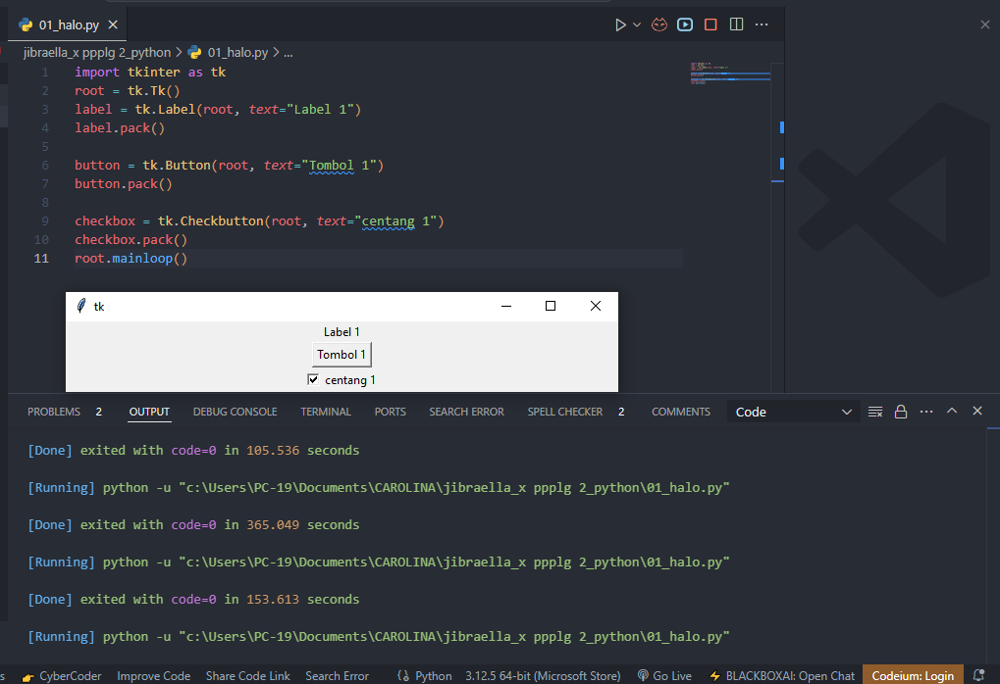 01_halo.py
jibraella_x ppplg 2_python > 01_halo.py > ...
1 import tkinter as tk
2 root = tk.Tk()
3 label = tk.Label(root, text="Label 1")
4 label.pack()
5
6 button = tk.Button(root, text="Tombol 1")
7 button.pack()
8
9 checkbox = tk.Checkbutton(root, text="centang 1")
10 checkbox.pack()
11 root.mainloop()
tk
Label 1
Tombol 1
centang 1
PROBLEMS 2 OUTPUT DEBUG CONSOLE TERMINAL PORTS SEARCH ERROR SPELL CHECKER 2 COMMENTS Code
[Done] exited with code=0 in 105.536 seconds
[Running] python -u "c:\Users\PC-19\Documents\CAROLINA\jibraella_x ppplg 2_python\01_halo.py"
[Done] exited with code=0 in 365.049 seconds
[Running] python -u "c:\Users\PC-19\Documents\CAROLINA\jibraella_x ppplg 2_python\01_halo.py"
[Done] exited with code=0 in 153.613 seconds
[Running] python -u "c:\Users\PC-19\Documents\CAROLINA\jibraella_x ppplg 2_python\01_halo.py"
s CyberCoder Improve Code Share Code Link Search Error Python 3.12.5 64-bit (Microsoft Store) Go Live BLACKBOXAI: Open Chat Codeium: Login